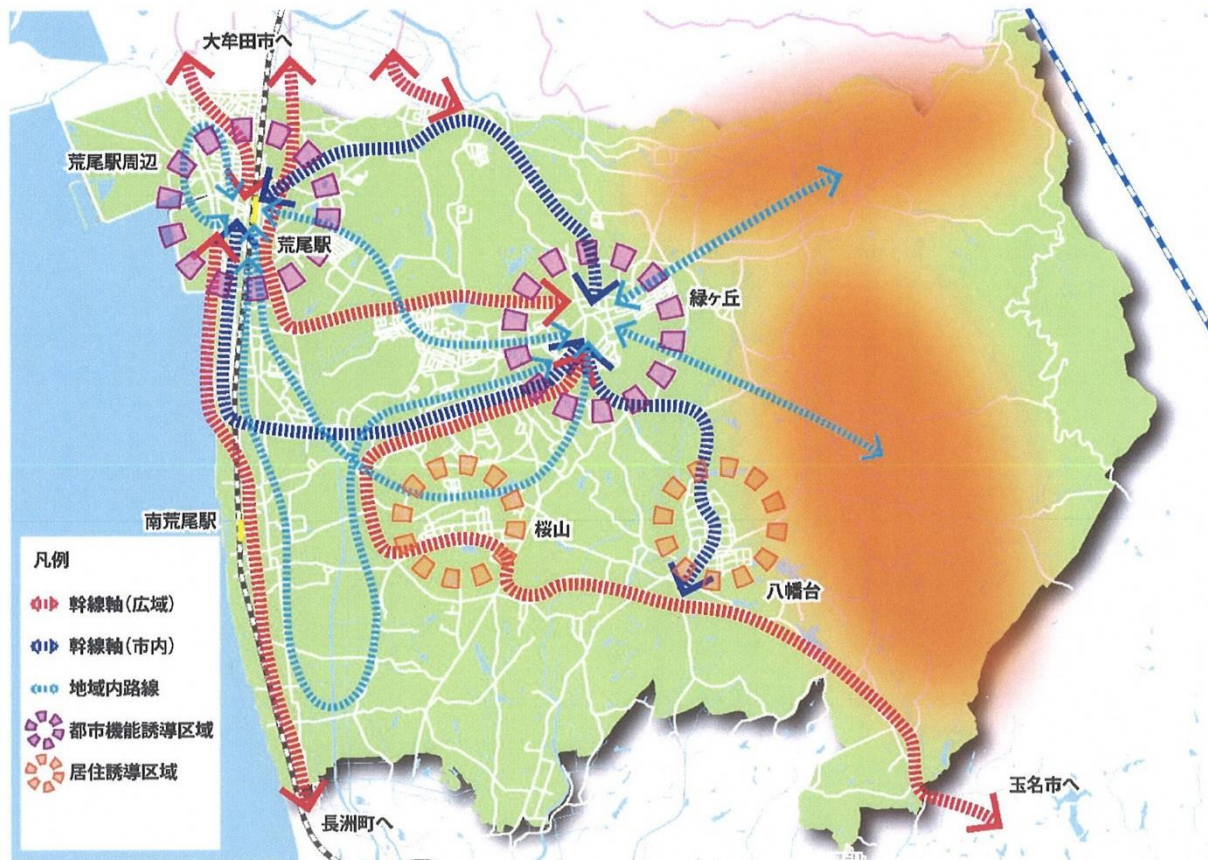 大牟田市へ
荒尾駅周辺
荒尾駅
緑ヶ丘
南荒尾駅
桜山
八幡台
凡例
幹線軸(広域)
幹線軸(市内)
地域内路線
都市機能誘導区域
居住誘導区域
長洲町へ
玉名市へ